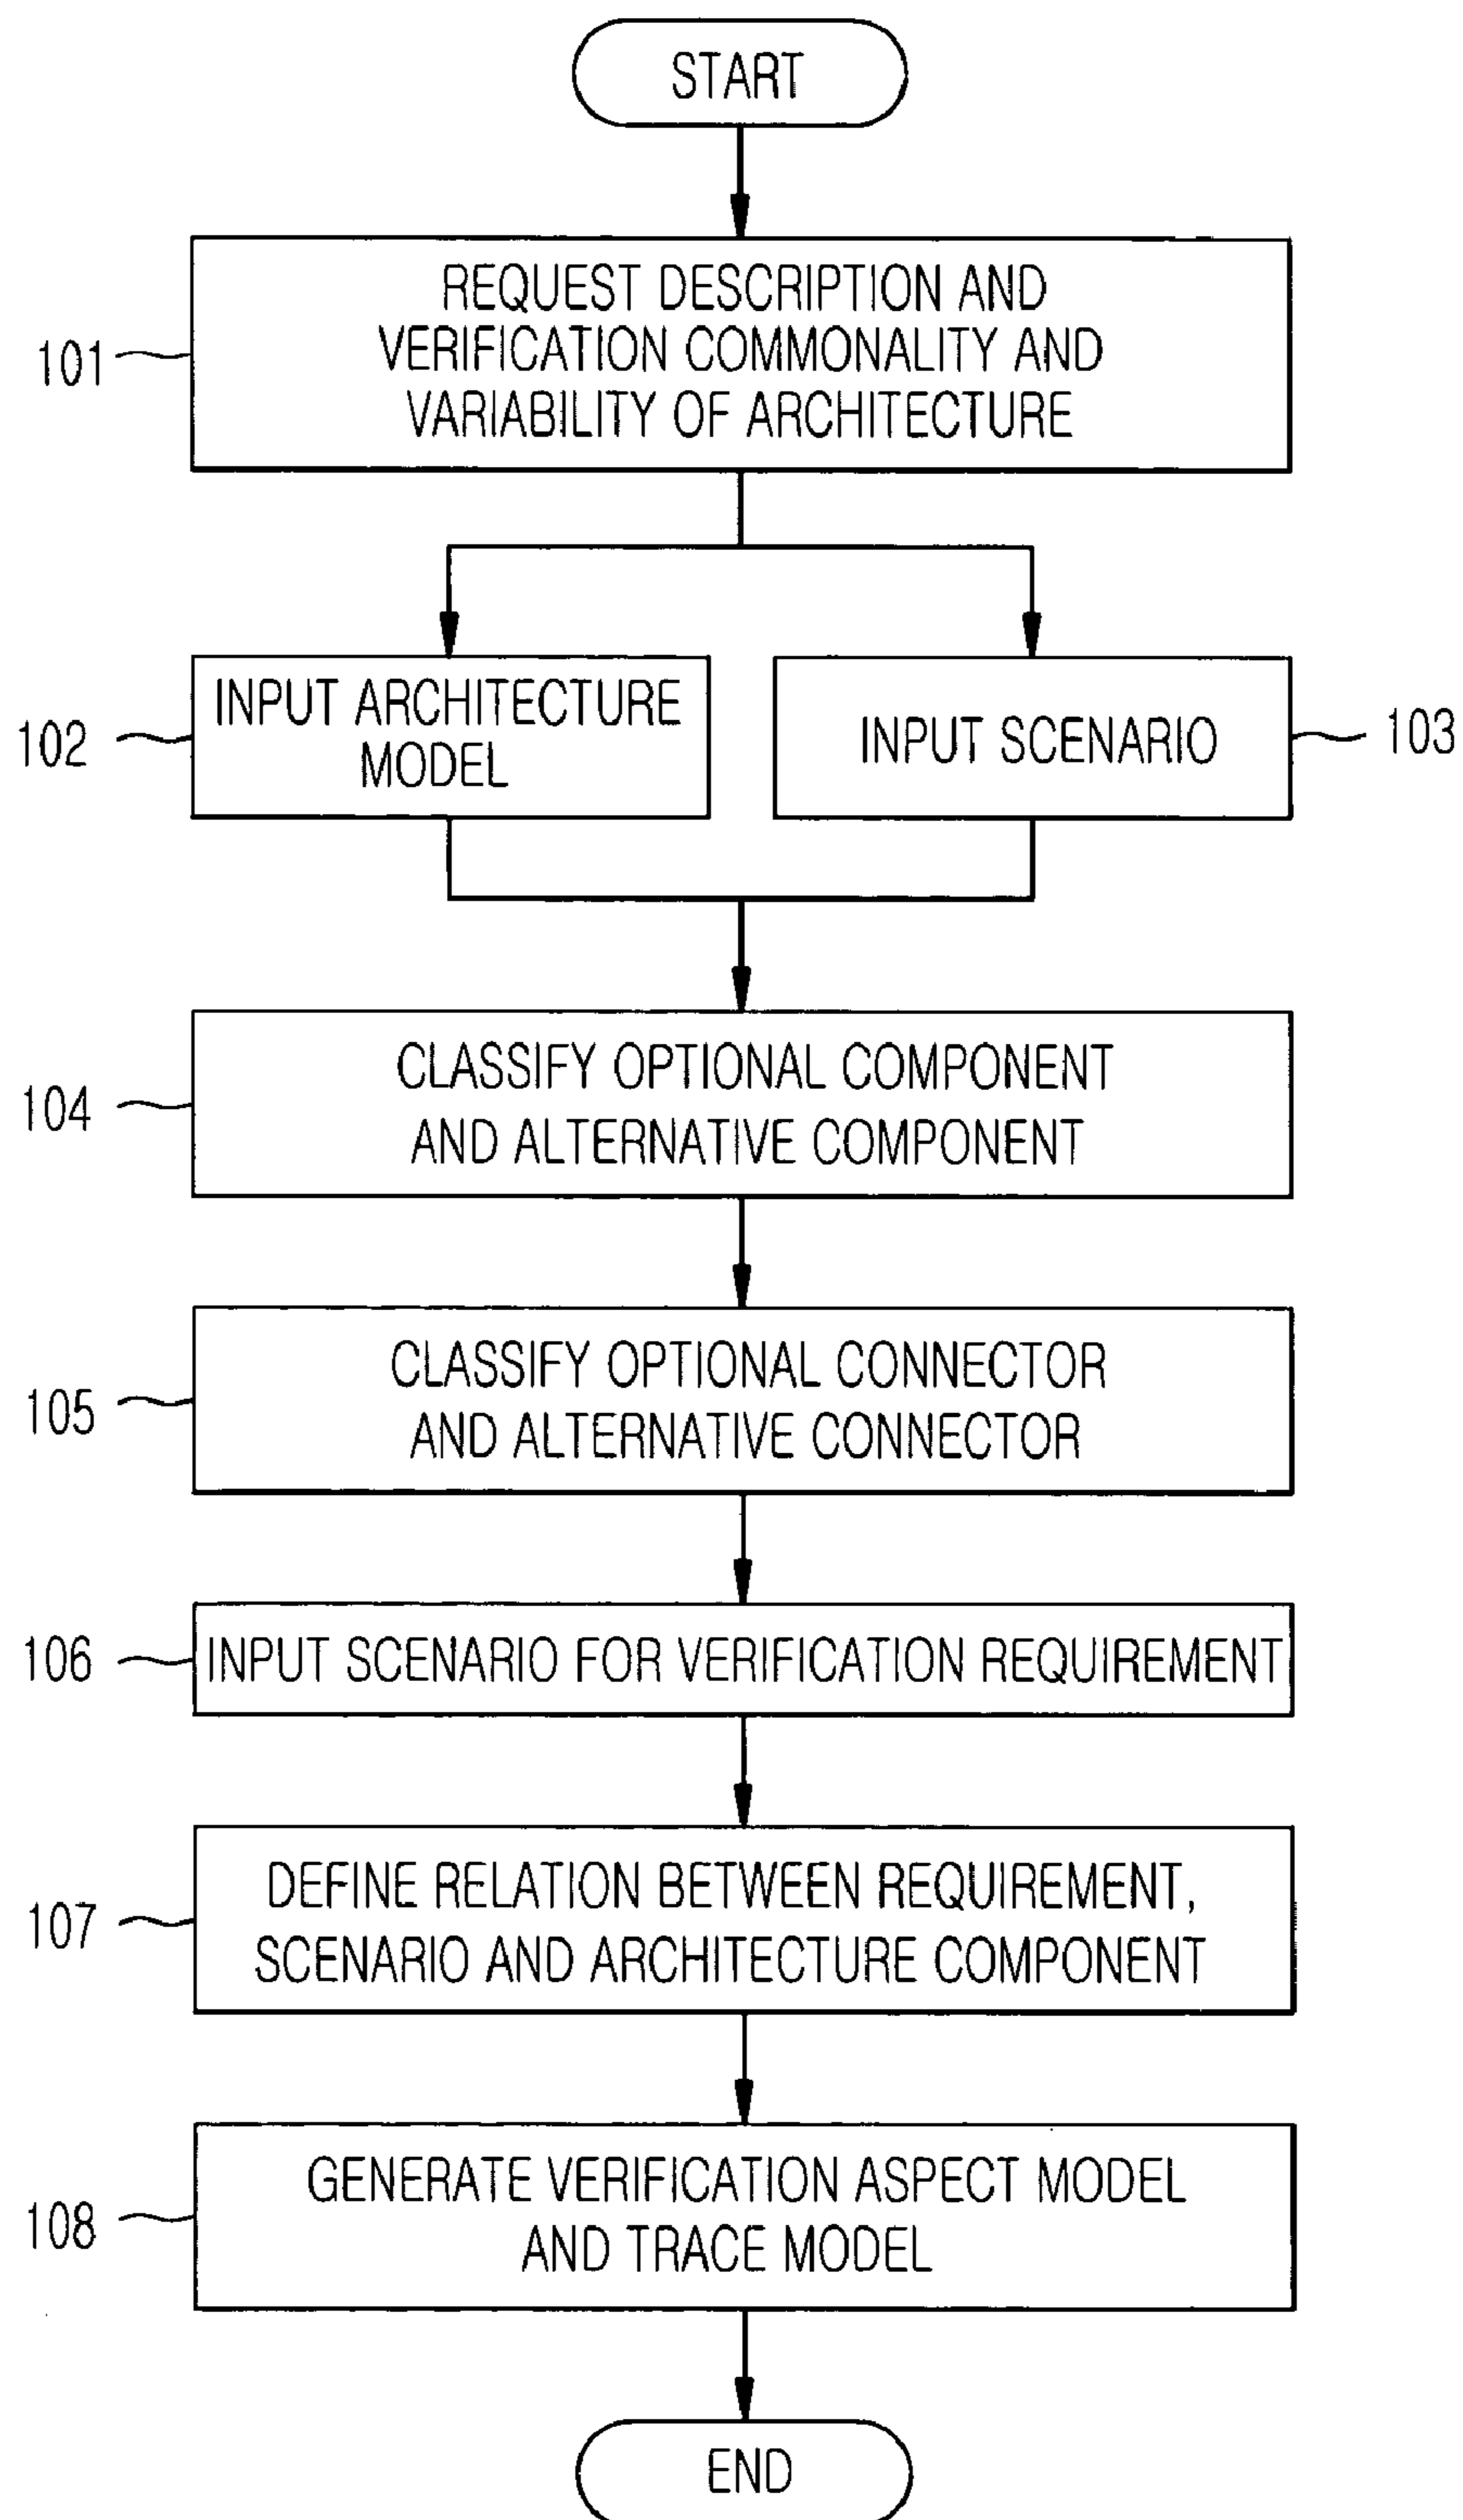 START
101
REQUEST DESCRIPTION AND
VERIFICATION COMMONALITY AND
VARIABILITY OF ARCHITECTURE
102
INPUT ARCHITECTURE
MODEL
INPUT SCENARIO
103
104
CLASSIFY OPTIONAL COMPONENT
AND ALTERNATIVE COMPONENT
105
CLASSIFY OPTIONAL CONNECTOR
AND ALTERNATIVE CONNECTOR
106
INPUT SCENARIO FOR VERIFICATION REQUIREMENT
107
DEFINE RELATION BETWEEN REQUIREMENT,
SCENARIO AND ARCHITECTURE COMPONENT
108
GENERATE VERIFICATION ASPECT MODEL
AND TRACE MODEL
END